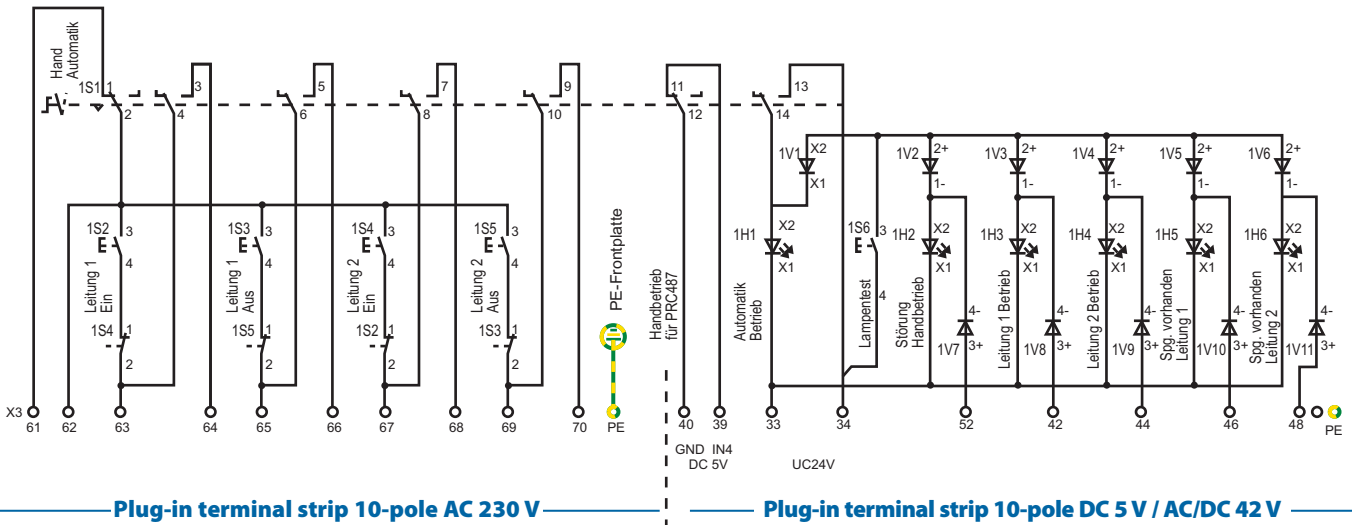 Hand
Automatik
1S1 1
2
3
4
5
6
7
8
9
10
11
12
13
14
1V1 X2
X1
1V2 2+
1-
1V3 2+
1-
1V4 2+
1-
1V5 2+
1-
1V6 2+
1-
1S2 3
4
Leitung 1
Ein
1S4 1
2
1S3 3
4
Leitung 1
Aus
1S5 1
2
1S4 3
4
Leitung 2
Ein
1S2 1
2
1S5 3
4
Leitung 2
Aus
1S3 1
2
PE-Frontplatte
Handbetrieb
für PRC487
1H1 X2
X1
Automatik
Betrieb
1S6 3
4
Lampentest
1H2 X2
X1
Störung
Handbetrieb
1V7 4-
3+
1H3 X2
X1
Leitung 1 Betrieb
1V8 4-
3+
1H4 X2
X1
Leitung 2 Betrieb
1V9 4-
3+
1H5 X2
X1
Spg. vorhanden
Leitung 1
1V10 4-
3+
1H6 X2
X1
Spg. vorhanden
Leitung 2
1V11 4-
3+
X3 61 62 63 64 65 66 67 68 69 70 PE 40 39 33 34 52 42 44 46 48 PE
GND IN4
DC 5V
UC24V
Plug-in terminal strip 10-pole AC 230 V
Plug-in terminal strip 10-pole DC 5 V / AC/DC 42 V